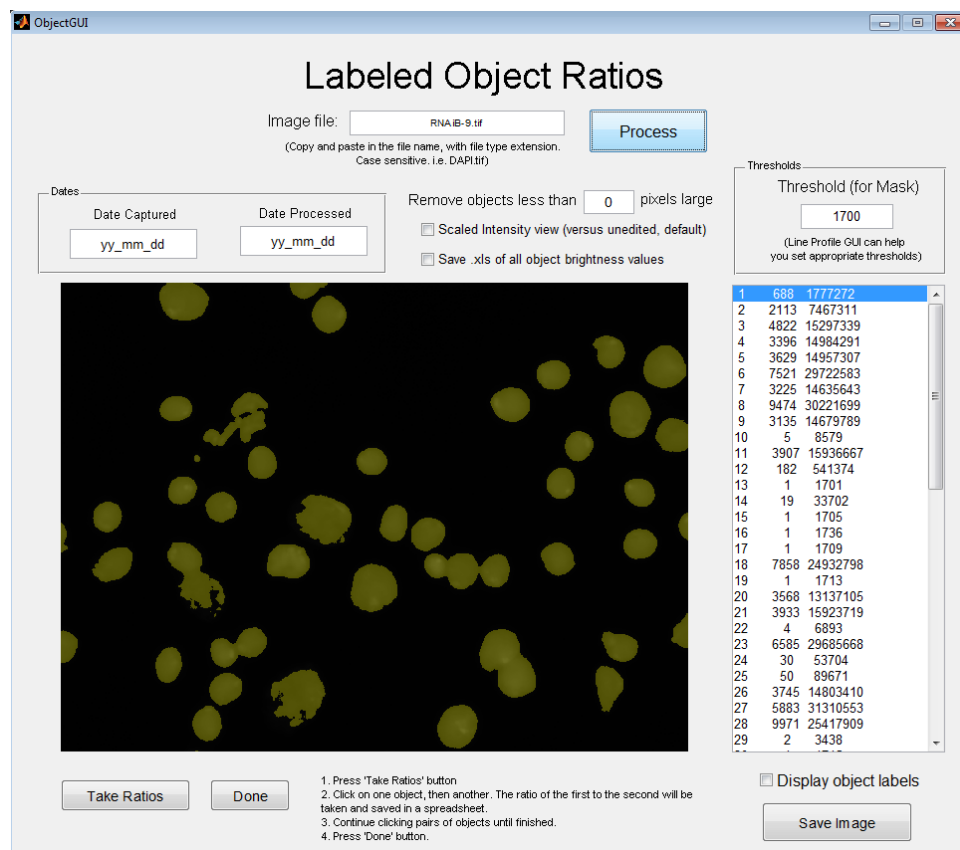 ObjectGUI
Labeled Object Ratios
Image file:
RNAiB-9.tif
Process
(Copy and paste in the file name, with file type extension.
Case sensitive. i.e. DAPI.tif)
Dates
Date Captured
yy_mm_dd
Date Processed
yy_mm_dd
Remove objects less than 0 pixels large
Scaled Intensity view (versus unedited, default)
Save .xls of all object brightness values
Thresholds
Threshold (for Mask)
1700
(Line Profile GUI can help
you set appropriate thresholds)
1 688 1777272
2 2113 7467311
3 4822 15297339
4 3396 14984291
5 3629 14957307
6 7521 29722583
7 3225 14635643
8 9474 30221699
9 3135 14679789
10 5 8579
11 3907 15936667
12 182 541374
13 1 1701
14 19 33702
15 1 1705
16 1 1736
17 1 1709
18 7858 24932798
19 1 1713
20 3568 13137105
21 3933 15923719
22 4 6893
23 6585 29685668
24 30 53704
25 50 89671
26 3745 14803410
27 5883 31310553
28 9971 25417909
29 2 3438
Take Ratios
Done
1. Press 'Take Ratios' button
2. Click on one object, then another. The ratio of the first to the second will be
taken and saved in a spreadsheet.
3. Continue clicking pairs of objects until finished.
4. Press 'Done' button.
Display object labels
Save Image